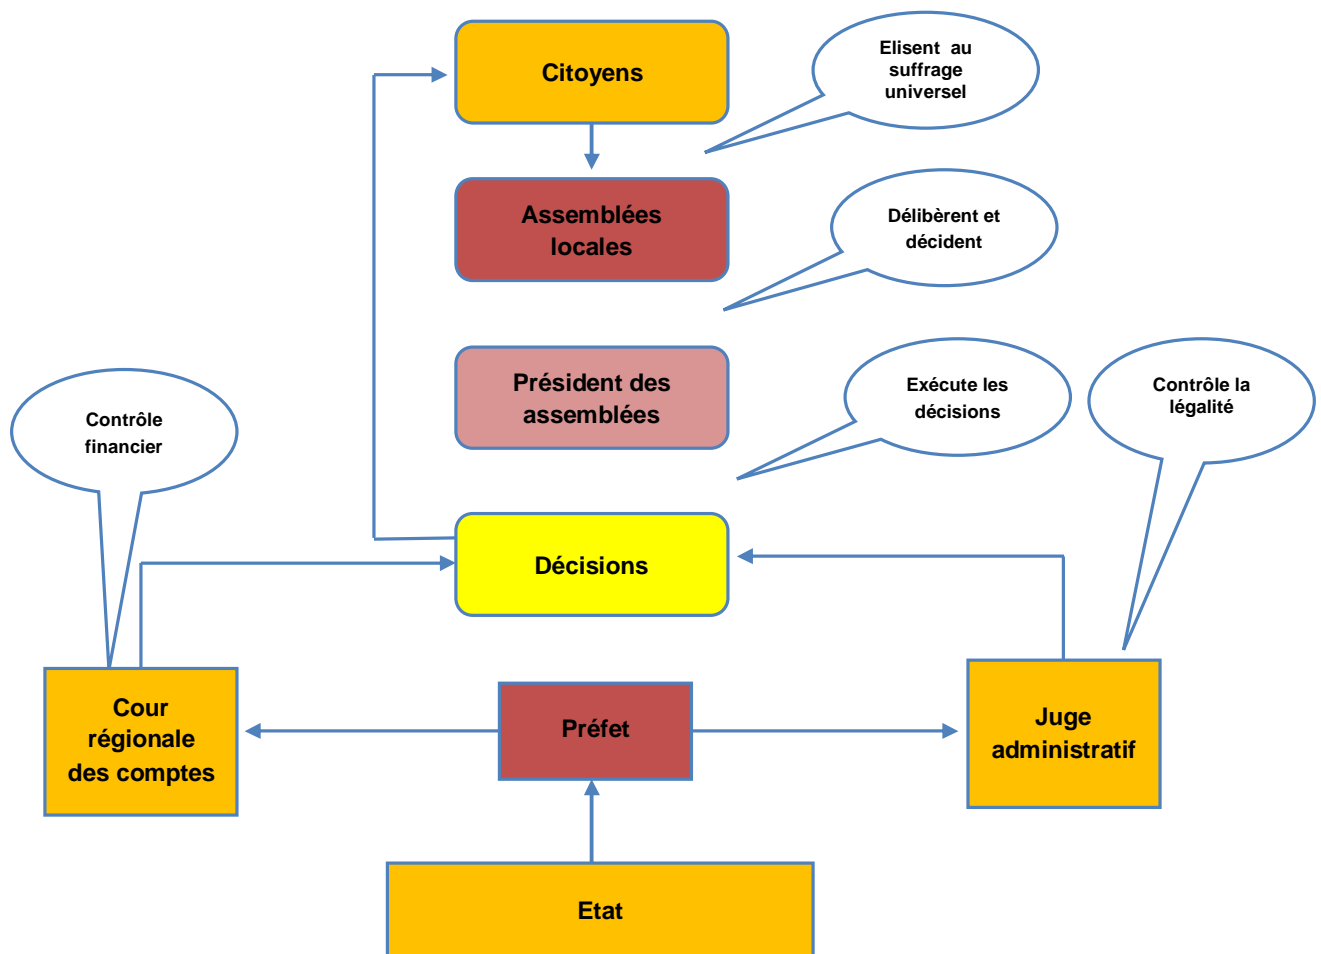 Citoyens
Elisent au
suffrage
universel
Assemblées
locales
Délibèrent et
décident
Président des
assemblées
Exécute les
décisions
Contrôle la
légalité
Contrôle
financier
Décisions
Cour
régionale
des comptes
Préfet
Juge
administratif
Etat